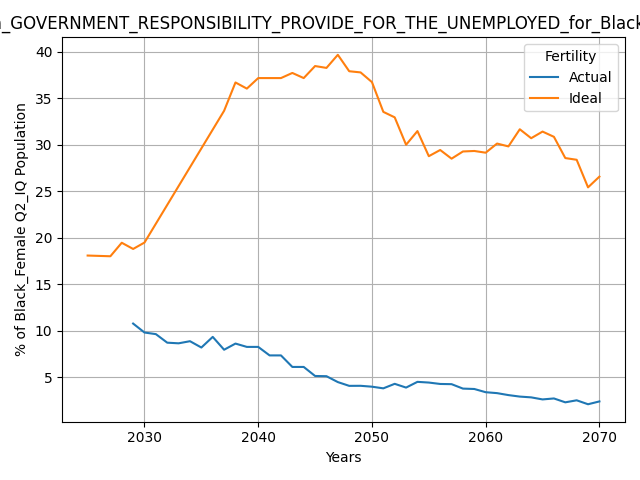 _GOVERNMENT_RESPONSIBILITY_PROVIDE_FOR_THE_UNEMPLOYED_for_Black
% of Black_Female Q2_IQ Population
40
35
30
25
20
15
10
5
Fertility
Actual
Ideal
2030 2040 2050 2060 2070
Years